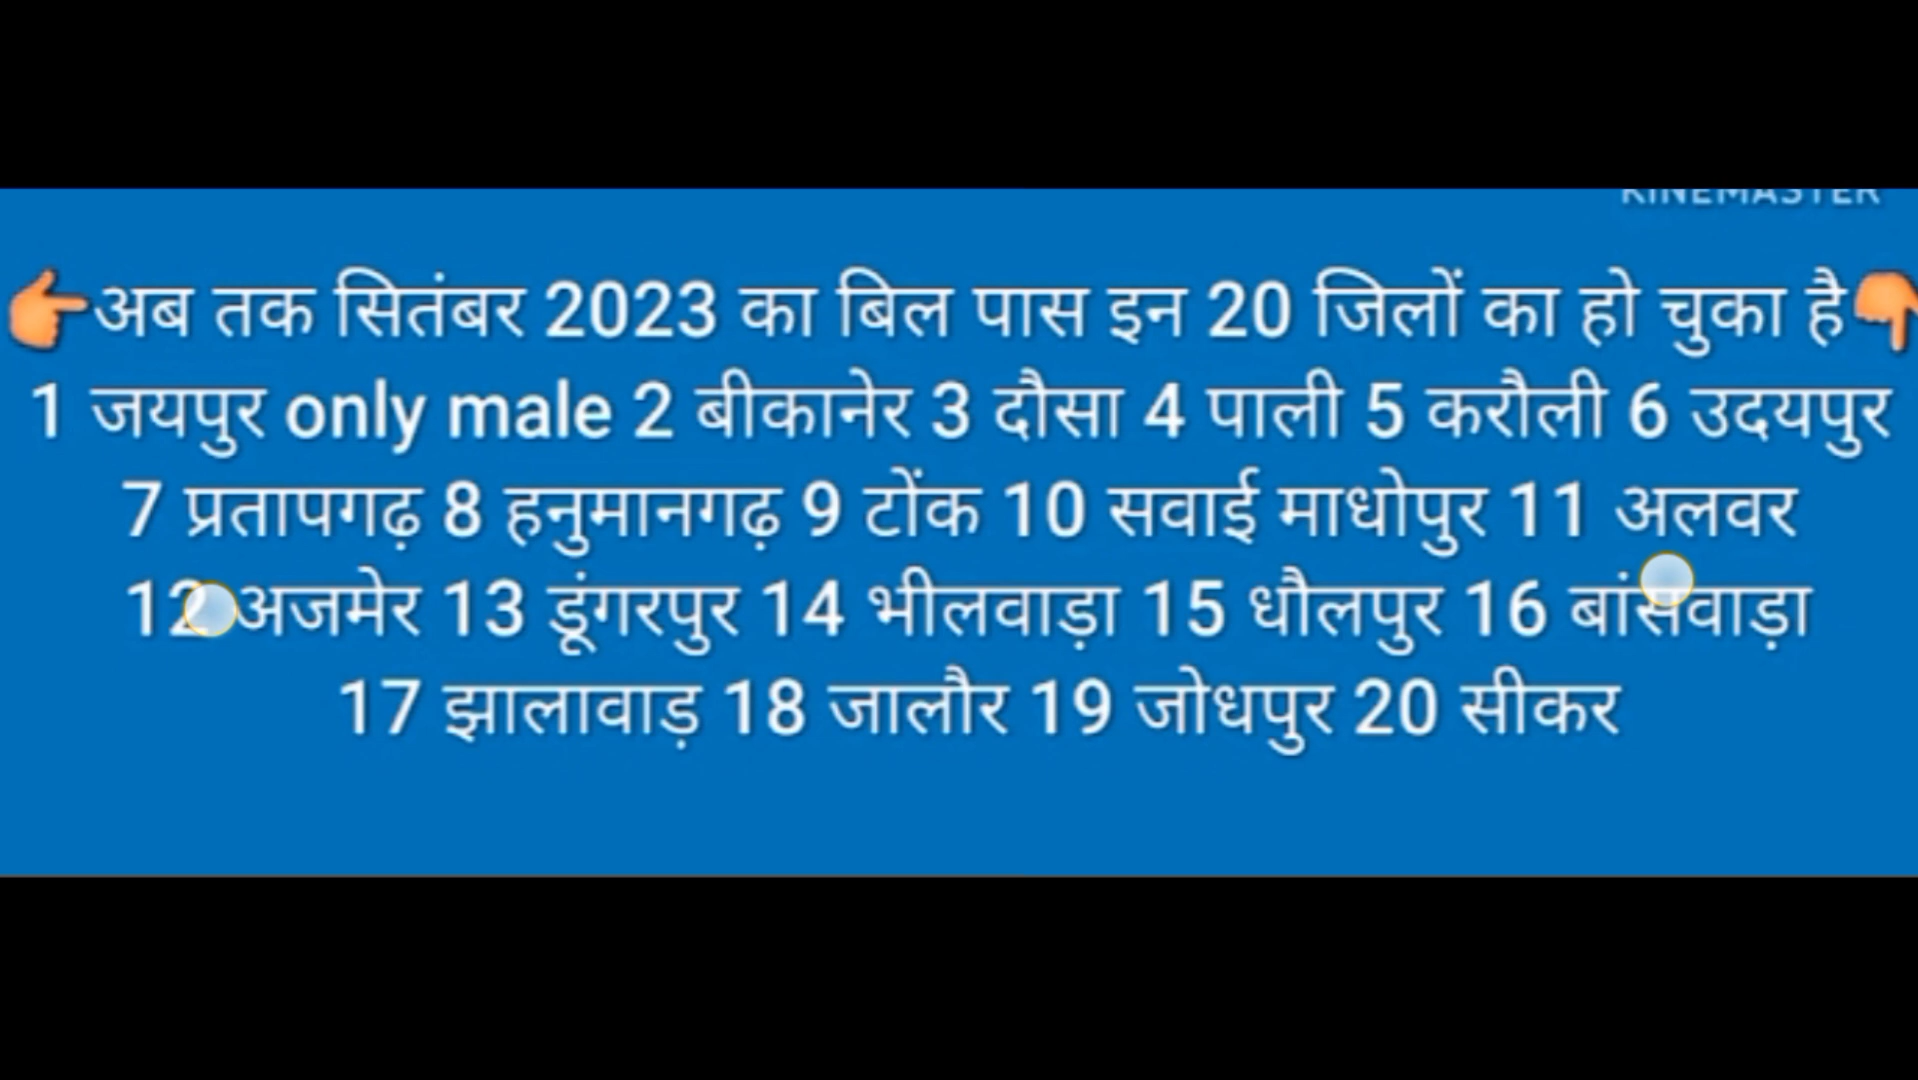 KINEMASTER
👉अब तक सितंबर 2023 का बिल पास इन 20 जिलों का हो चुका है👇
1 जयपुर only male 2 बीकानेर 3 दौसा 4 पाली 5 करौली 6 उदयपुर
7 प्रतापगढ़ 8 हनुमानगढ़ 9 टोंक 10 सवाई माधोपुर 11 अलवर
12 अजमेर 13 डूंगरपुर 14 भीलवाड़ा 15 धौलपुर 16 बांसवाड़ा
17 झालावाड़ 18 जालौर 19 जोधपुर 20 सीकर